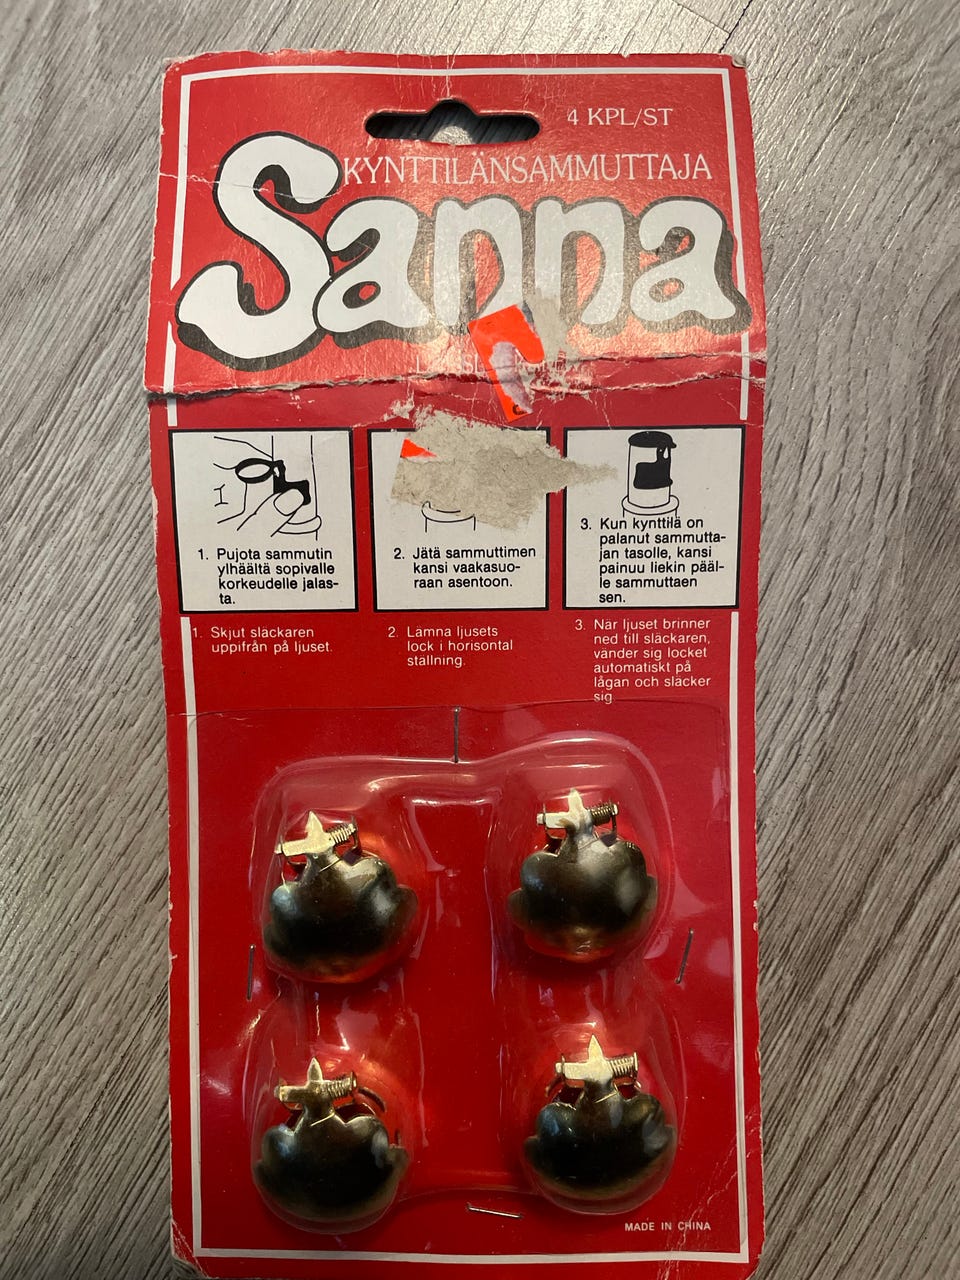 4 KPL/ST
KYNTTILÄNSAMMUTTAJA
Sanna
1. Pujota sammutin
ylhäältä sopivalle
korkeudelle jalas-
ta.
2. Jätä sammuttimen
kansi vaakasuo-
raan asentoon.
3. Kun kynttilä on
palanut sammutta-
jan tasolle, kansi
painuu liekin pääl-
le sammuttaen
sen.
1. Skjut släckaren
uppifrån på ljuset.
2. Lämna ljusets
lock i horisontal
stallning.
3. När ljuset brinner
ned till släckaren,
vänder sig locket
automatiskt på
lågan och släcker
sig.
MADE IN CHINA